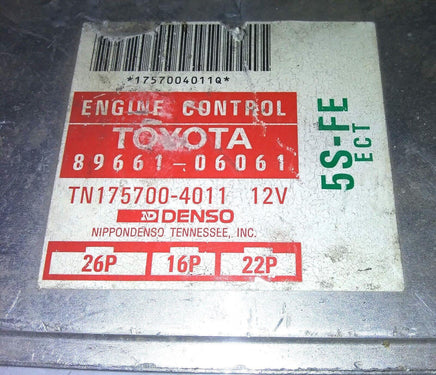 *1757004011Q*
ENGINE CONTROL
TOYOTA
89661-06061
TN175700-4011 12V
ND DENSO
NIPPONDENSO TENNESSEE, INC.
26P 16P 22P
5S-FE
ECT